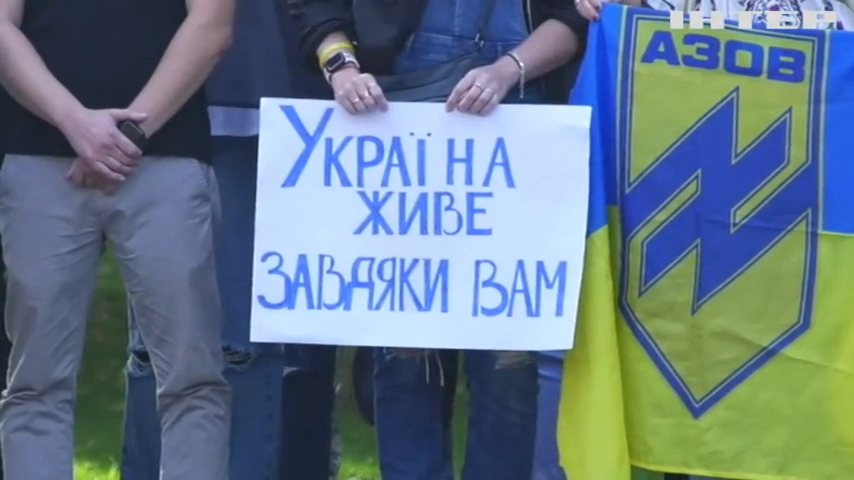 ІНТЕР
АЗОВ
УКРАЇНА
ЖИВЕ
ЗАВДЯКИ ВАМ